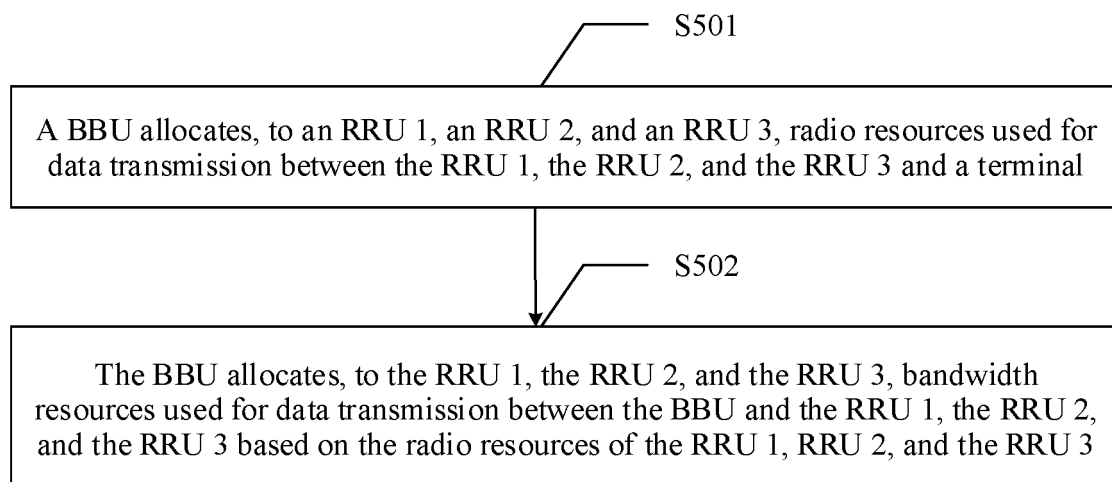 S501
A BBU allocates, to an RRU 1, an RRU 2, and an RRU 3, radio resources used for
data transmission between the RRU 1, the RRU 2, and the RRU 3 and a terminal
S502
The BBU allocates, to the RRU 1, the RRU 2, and the RRU 3, bandwidth
resources used for data transmission between the BBU and the RRU 1, the RRU 2,
and the RRU 3 based on the radio resources of the RRU 1, RRU 2, and the RRU 3